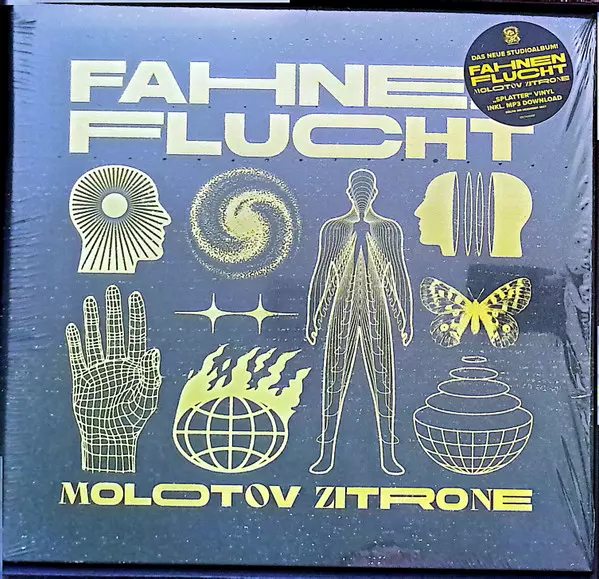 FAHNEN
FLUCHT
DAS NEUE STUDIOALBUM!
FAHNEN
FLUCHT
MOLOTOV ZITRONE
„SPLATTER“ VINYL
INKL. MP3 DOWNLOAD
MOLOTOV ZITRONE